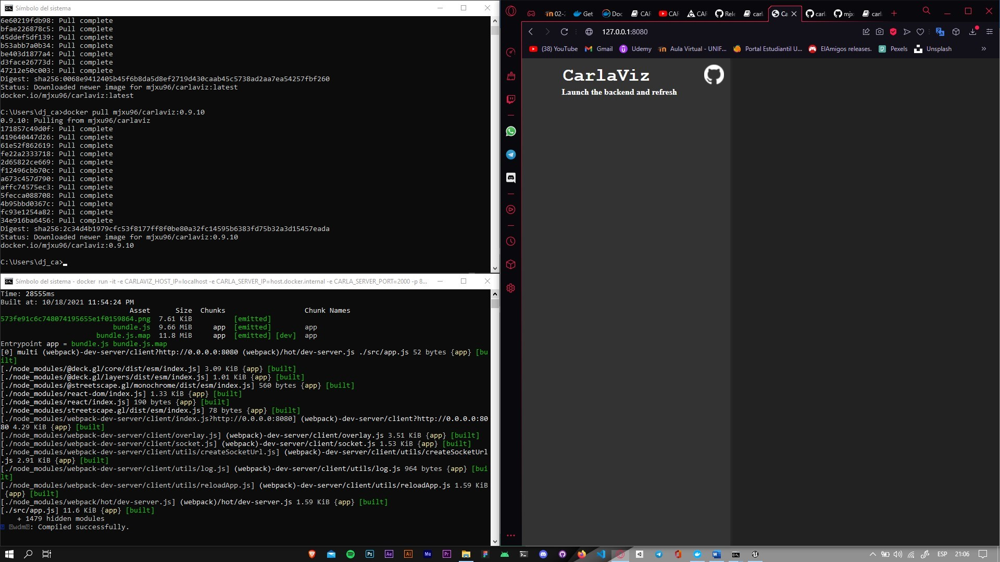 Símbolo del sistema
6e60219fdb98: Pull complete
bfae226878c5: Pull complete
45ddef5df139: Pull complete
b53abb7a0b34: Pull complete
be403d1877a4: Pull complete
d3face26773d: Pull complete
47212e50c003: Pull complete
Digest: sha256:0068e9412405b45f6b8da5d8ef2719d430caab45c5738ad2aa7ea54257fbf260
Status: Downloaded newer image for mjxu96/carlaviz:latest
docker.io/mjxu96/carlaviz:latest
C:\Users\dj_ca>docker pull mjxu96/carlaviz:0.9.10
0.9.10: Pulling from mjxu96/carlaviz
171857c49d0f: Pull complete
419640447d26: Pull complete
61e52f862619: Pull complete
fe22a2333718: Pull complete
2d65822ce669: Pull complete
f12496cbb70c: Pull complete
a673c457d790: Pull complete
affc74575ec3: Pull complete
5fecca088708: Pull complete
4b95bbd0367c: Pull complete
fc93e1254a82: Pull complete
34e916ba6456: Pull complete
Digest: sha256:2c34d4b1979cfc53f8177ff8f0be80a32fc14595b6383fd75b32a3d15457eada
Status: Downloaded newer image for mjxu96/carlaviz:0.9.10
docker.io/mjxu96/carlaviz:0.9.10
C:\Users\dj_ca>
Símbolo del sistema - docker run -it -e CARLAVIZ_HOST_IP=localhost -e CARLA_SERVER_IP=host.docker.internal -e CARLA_SERVER_PORT=2000 -p 8...
Time: 28555ms
Built at: 10/18/2021 11:54:24 PM
Asset Size Chunks Chunk Names
573fe91c6c748074195655e1f0159864.png 7.61 KiB [emitted]
bundle.js 9.66 MiB app [emitted] app
bundle.js.map 11.8 MiB app [emitted] [dev] app
Entrypoint app = bundle.js bundle.js.map
[0] multi (webpack)-dev-server/client?http://0.0.0.0:8080 (webpack)/hot/dev-server.js ./src/app.js 52 bytes {app} [bu
ilt]
[./node_modules/@deck.gl/core/dist/esm/index.js] 3.09 KiB {app} [built]
[./node_modules/@deck.gl/layers/dist/esm/index.js] 1.01 KiB {app} [built]
[./node_modules/@streetscape.gl/monochrome/dist/esm/index.js] 560 bytes {app} [built]
[./node_modules/react-dom/index.js] 1.33 KiB {app} [built]
[./node_modules/react/index.js] 190 bytes {app} [built]
[./node_modules/streetscape.gl/dist/esm/index.js] 78 bytes {app} [built]
[./node_modules/webpack-dev-server/client/index.js?http://0.0.0.0:8080] (webpack)-dev-server/client?http://0.0.0.0:80
80 4.29 KiB {app} [built]
[./node_modules/webpack-dev-server/client/overlay.js] (webpack)-dev-server/client/overlay.js 3.51 KiB {app} [built]
[./node_modules/webpack-dev-server/client/socket.js] (webpack)-dev-server/client/socket.js 1.53 KiB {app} [built]
[./node_modules/webpack-dev-server/client/utils/createSocketUrl.js] (webpack)-dev-server/client/utils/createSocketUrl
.js 2.91 KiB {app} [built]
[./node_modules/webpack-dev-server/client/utils/log.js] (webpack)-dev-server/client/utils/log.js 964 bytes {app} [bui
lt]
[./node_modules/webpack-dev-server/client/utils/reloadApp.js] (webpack)-dev-server/client/utils/reloadApp.js 1.59 KiB
{app} [built]
[./node_modules/webpack/hot/dev-server.js] (webpack)/hot/dev-server.js 1.59 KiB {app} [built]
[./src/app.js] 11.6 KiB {app} [built]
+ 1479 hidden modules
wdm: Compiled successfully.
02-2 Get Doc CAR CAR CAR Rele carl Ca carl mjx carl
127.0.0.1:8080
(38) YouTube Gmail Udemy Aula Virtual - UNIF... Portal Estudiantil U... ElAmigos releases. Pexels Unsplash
CarlaViz
Launch the backend and refresh
Ps Ae Ai Me Pr
ESP 21:06